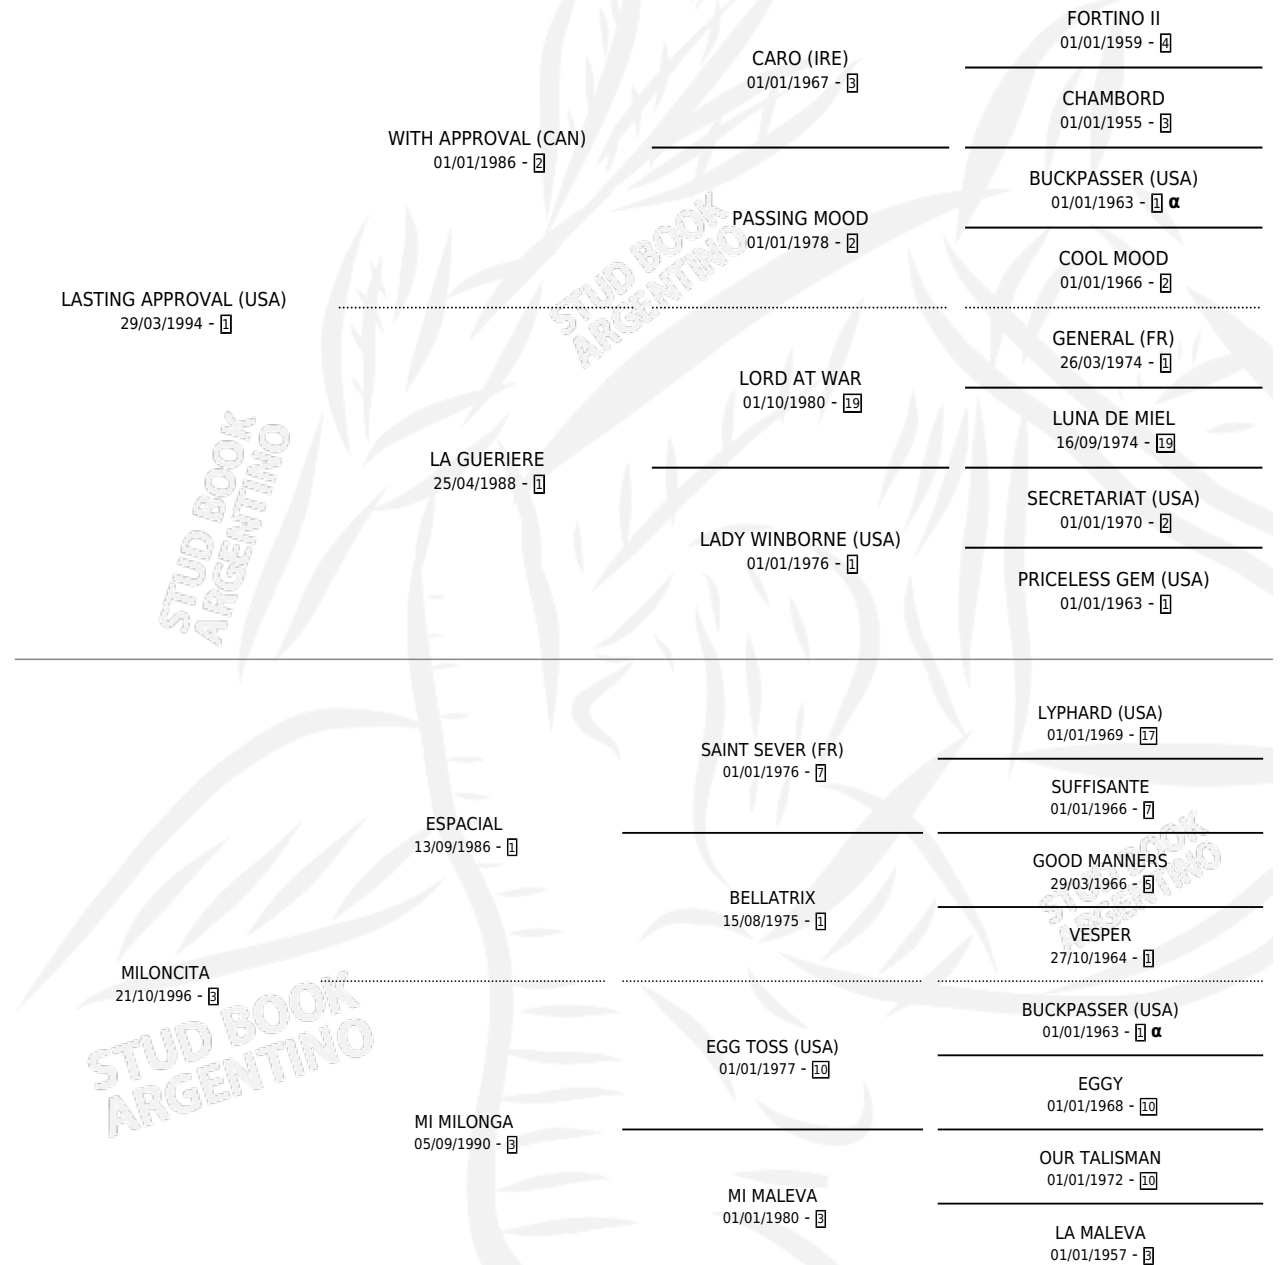 FORTINO II
01/01/1959 - 4
CARO (IRE)
01/01/1967 - 3
CHAMBORD
01/01/1955 - 3
WITH APPROVAL (CAN)
01/01/1986 - 2
BUCKPASSER (USA)
01/01/1963 - 1 α
PASSING MOOD
01/01/1978 - 2
COOL MOOD
01/01/1966 - 2
STUD BOOK
ARGENTINO
LASTING APPROVAL (USA)
29/03/1994 - 1
GENERAL (FR)
26/03/1974 - 1
LORD AT WAR
01/10/1980 - 19
LUNA DE MIEL
16/09/1974 - 19
LA GUERIERE
25/04/1988 - 1
SECRETARIAT (USA)
01/01/1970 - 2
LADY WINBORNE (USA)
01/01/1976 - 1
PRICELESS GEM (USA)
01/01/1963 - 1
STUD BOOK
ARGENTINO
LYPHARD (USA)
01/01/1969 - 17
SAINT SEVER (FR)
01/01/1976 - 7
SUFFISANTE
01/01/1966 - 7
ESPACIAL
13/09/1986 - 1
GOOD MANNERS
29/03/1966 - 5
BELLATRIX
15/08/1975 - 1
VESPER
27/10/1964 - 1
STUD BOOK
ARGENTINO
MILONCITA
21/10/1996 - 3
BUCKPASSER (USA)
01/01/1963 - 1 α
EGG TOSS (USA)
01/01/1977 - 10
EGGY
01/01/1968 - 10
STUD BOOK
ARGENTINO
MI MILONGA
05/09/1990 - 3
OUR TALISMAN
01/01/1972 - 10
MI MALEVA
01/01/1980 - 3
LA MALEVA
01/01/1957 - 3